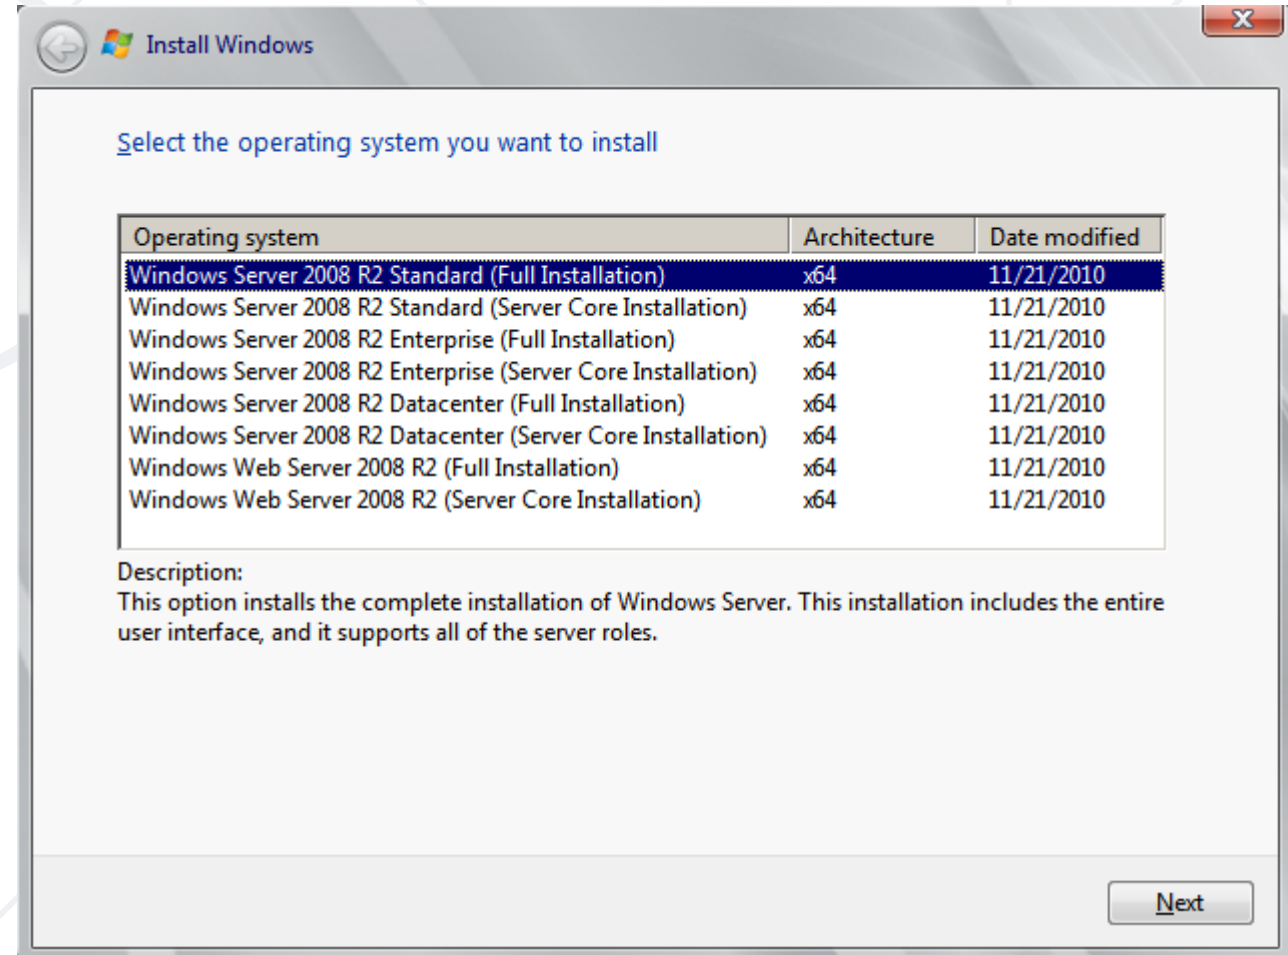 Install Windows
Select the operating system you want to install
Operating system Architecture Date modified
Windows Server 2008 R2 Standard (Full Installation) x64 11/21/2010
Windows Server 2008 R2 Standard (Server Core Installation) x64 11/21/2010
Windows Server 2008 R2 Enterprise (Full Installation) x64 11/21/2010
Windows Server 2008 R2 Enterprise (Server Core Installation) x64 11/21/2010
Windows Server 2008 R2 Datacenter (Full Installation) x64 11/21/2010
Windows Server 2008 R2 Datacenter (Server Core Installation) x64 11/21/2010
Windows Web Server 2008 R2 (Full Installation) x64 11/21/2010
Windows Web Server 2008 R2 (Server Core Installation) x64 11/21/2010
Description:
This option installs the complete installation of Windows Server. This installation includes the entire
user interface, and it supports all of the server roles.
Next